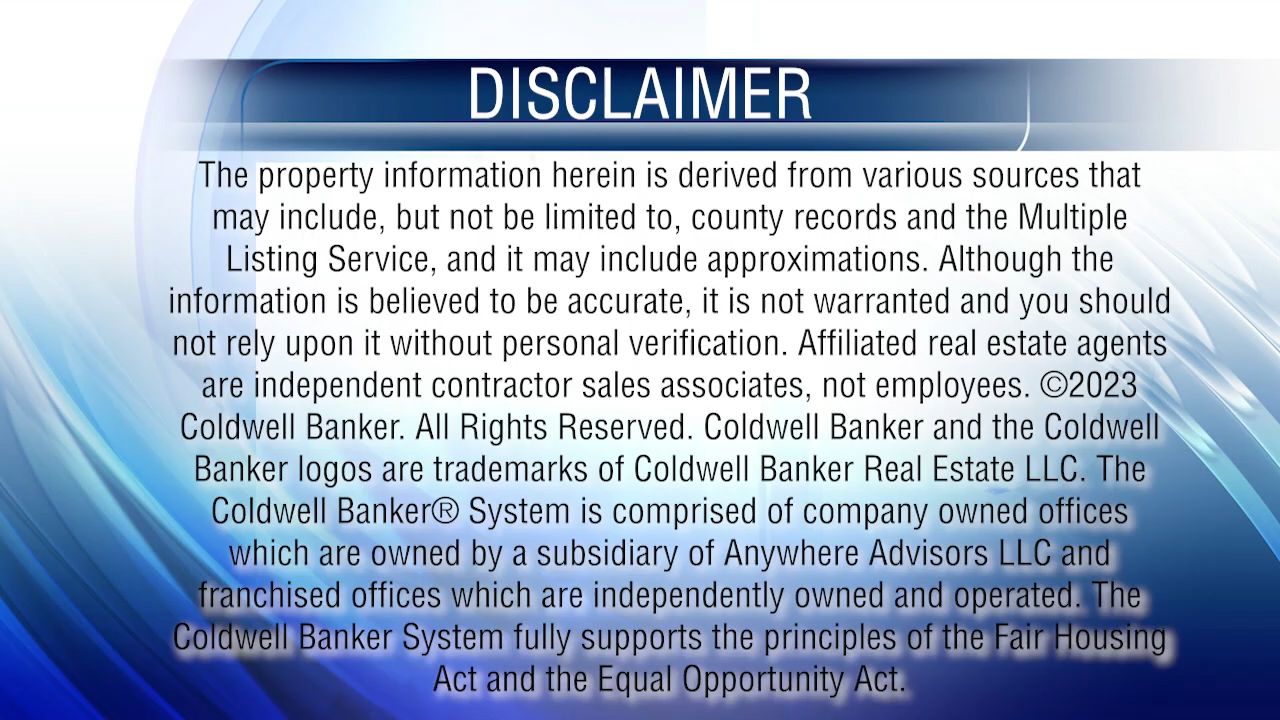 DISCLAIMER
The property information herein is derived from various sources that
may include, but not be limited to, county records and the Multiple
Listing Service, and it may include approximations. Although the
information is believed to be accurate, it is not warranted and you should
not rely upon it without personal verification. Affiliated real estate agents
are independent contractor sales associates, not employees. ©2023
Coldwell Banker. All Rights Reserved. Coldwell Banker and the Coldwell
Banker logos are trademarks of Coldwell Banker Real Estate LLC. The
Coldwell Banker® System is comprised of company owned offices
which are owned by a subsidiary of Anywhere Advisors LLC and
franchised offices which are independently owned and operated. The
Coldwell Banker System fully supports the principles of the Fair Housing
Act and the Equal Opportunity Act.